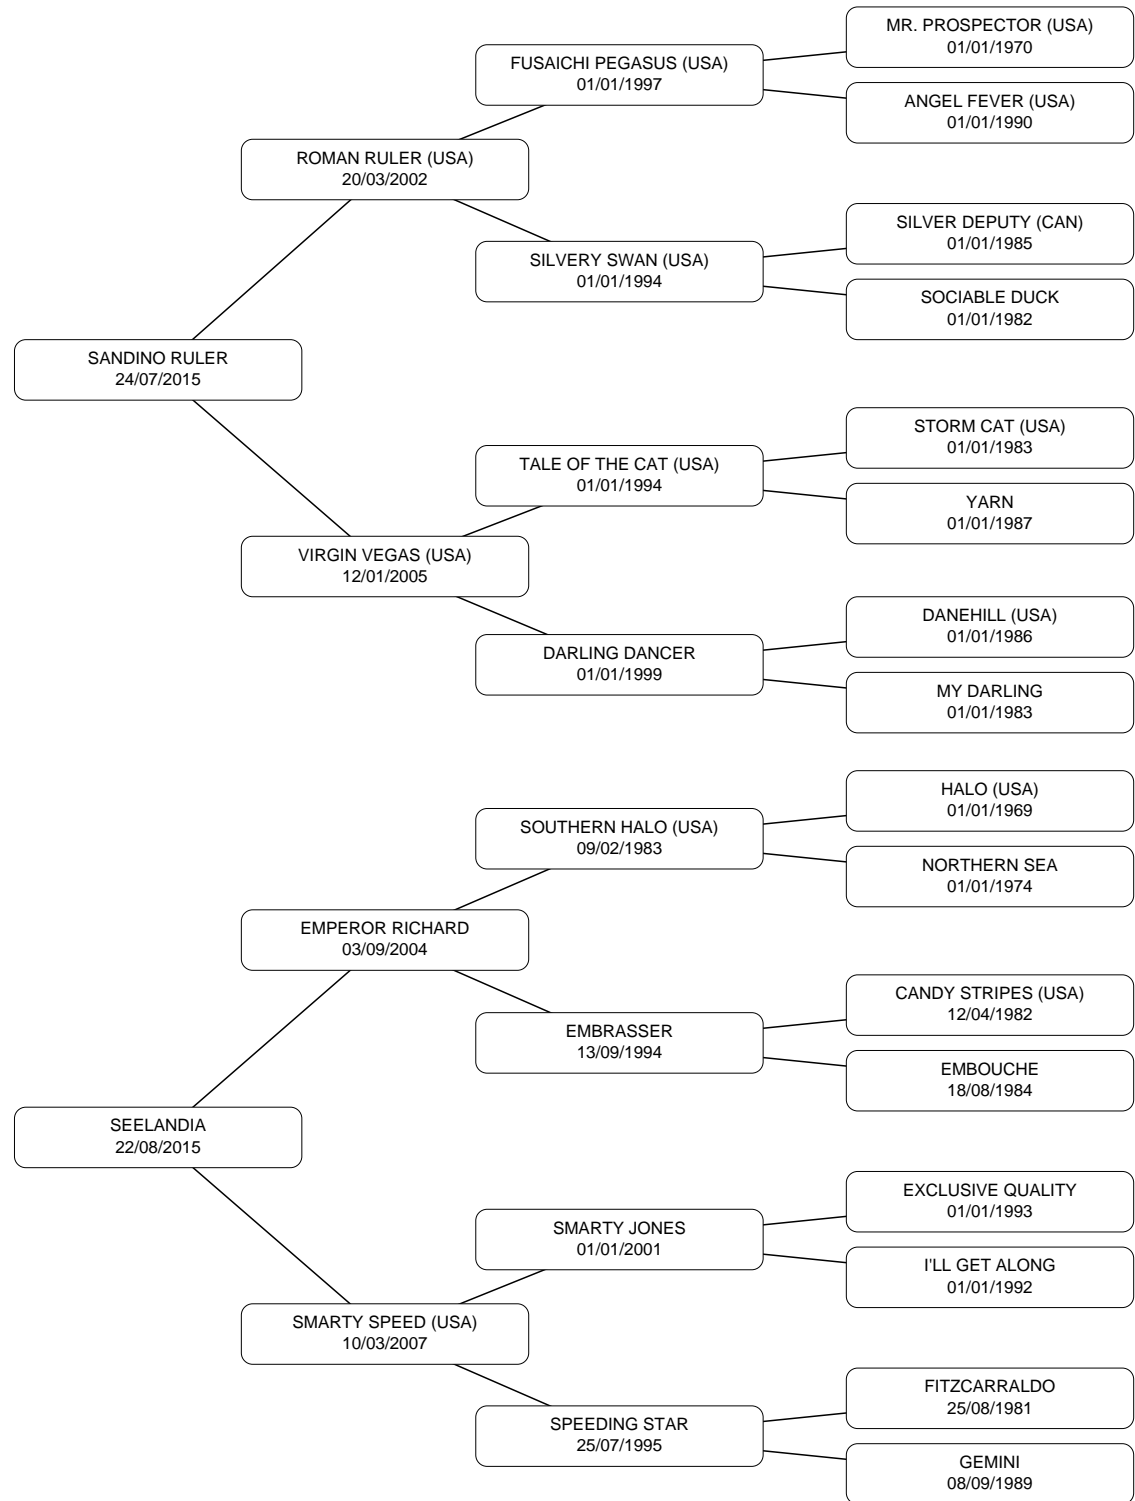 MR. PROSPECTOR (USA)
01/01/1970
FUSAICHI PEGASUS (USA)
01/01/1997
ANGEL FEVER (USA)
01/01/1990
ROMAN RULER (USA)
20/03/2002
SILVER DEPUTY (CAN)
01/01/1985
SILVERY SWAN (USA)
01/01/1994
SOCIABLE DUCK
01/01/1982
SANDINO RULER
24/07/2015
STORM CAT (USA)
01/01/1983
TALE OF THE CAT (USA)
01/01/1994
YARN
01/01/1987
VIRGIN VEGAS (USA)
12/01/2005
DANEHILL (USA)
01/01/1986
DARLING DANCER
01/01/1999
MY DARLING
01/01/1983
HALO (USA)
01/01/1969
SOUTHERN HALO (USA)
09/02/1983
NORTHERN SEA
01/01/1974
EMPEROR RICHARD
03/09/2004
CANDY STRIPES (USA)
12/04/1982
EMBRASSER
13/09/1994
EMBOUCHE
18/08/1984
SEELANDIA
22/08/2015
EXCLUSIVE QUALITY
01/01/1993
SMARTY JONES
01/01/2001
I'LL GET ALONG
01/01/1992
SMARTY SPEED (USA)
10/03/2007
FITZCARRALDO
25/08/1981
SPEEDING STAR
25/07/1995
GEMINI
08/09/1989